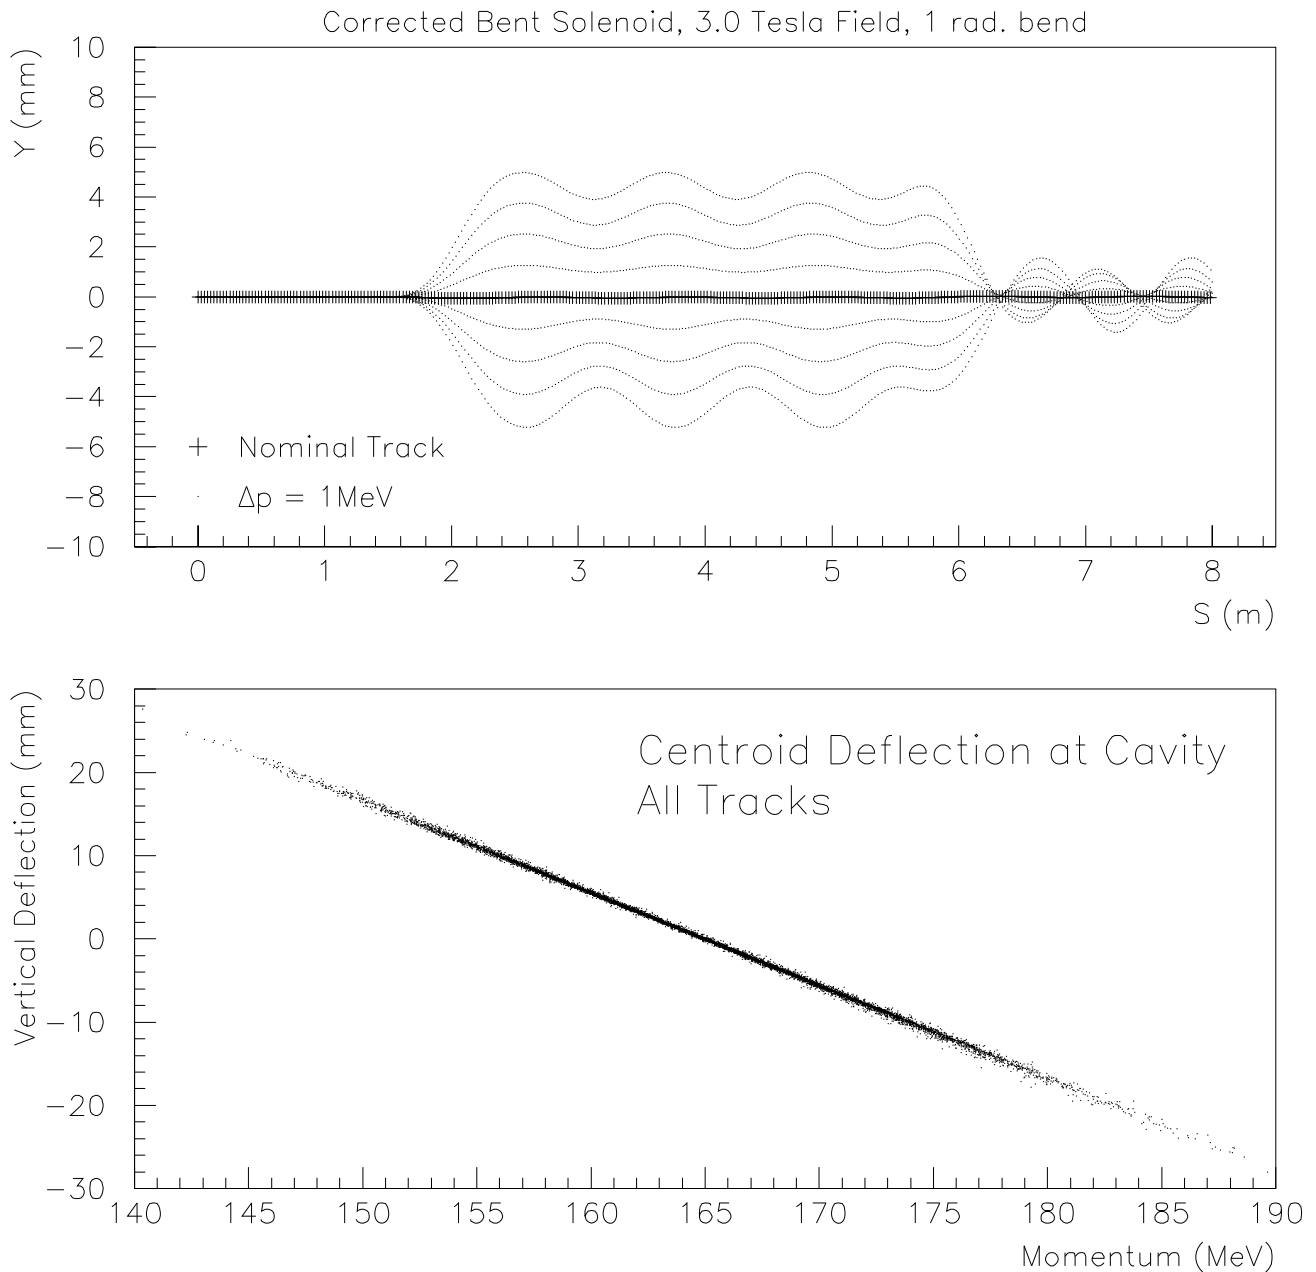 Corrected Bent Solenoid, 3.0 Tesla Field, 1 rad. bend
Y (mm)
10
8
6
4
2
0
−2
−4
−6
−8
−10
+ Nominal Track
· Δp = 1MeV
0 1 2 3 4 5 6 7 8
S (m)
Vertical Deflection (mm)
30
20
10
0
−10
−20
−30
Centroid Deflection at Cavity
All Tracks
140 145 150 155 160 165 170 175 180 185 190
Momentum (MeV)